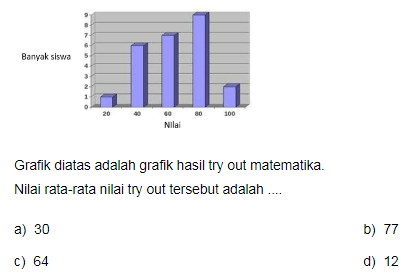 9
8
7
6
5
4
3
2
1
0
Banyak siswa
20 40 60 80 100
Nilai
Grafik diatas adalah grafik hasil try out matematika.
Nilai rata-rata nilai try out tersebut adalah ....
a) 30 b) 77
c) 64 d) 12